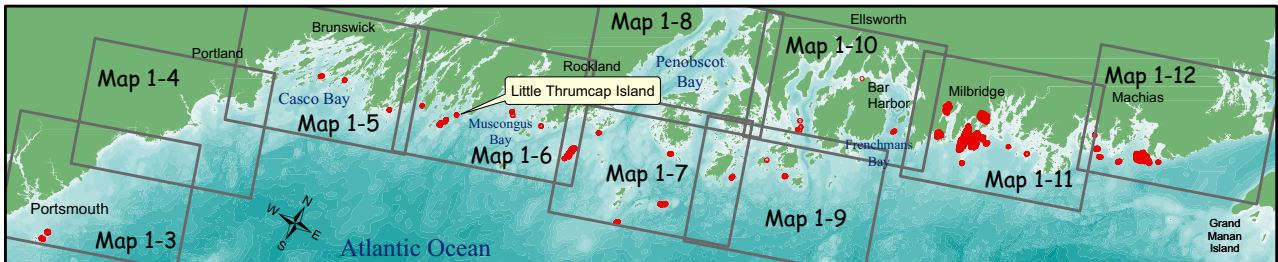 Map 1-8
Ellsworth
Brunswick
Map 1-10
Portland
Rockland
Penobscot
Bay
Map 1-4
Map 1-12
Little Thrumcap Island
Bar
Harbor
Milbridge
Machias
Casco Bay
Map 1-5
Muscongus
Bay
Map 1-6
Frenchmans
Bay
Map 1-7
Map 1-11
Portsmouth
N
W
E
S
Map 1-9
Map 1-3
Atlantic Ocean
Grand
Manan
Island